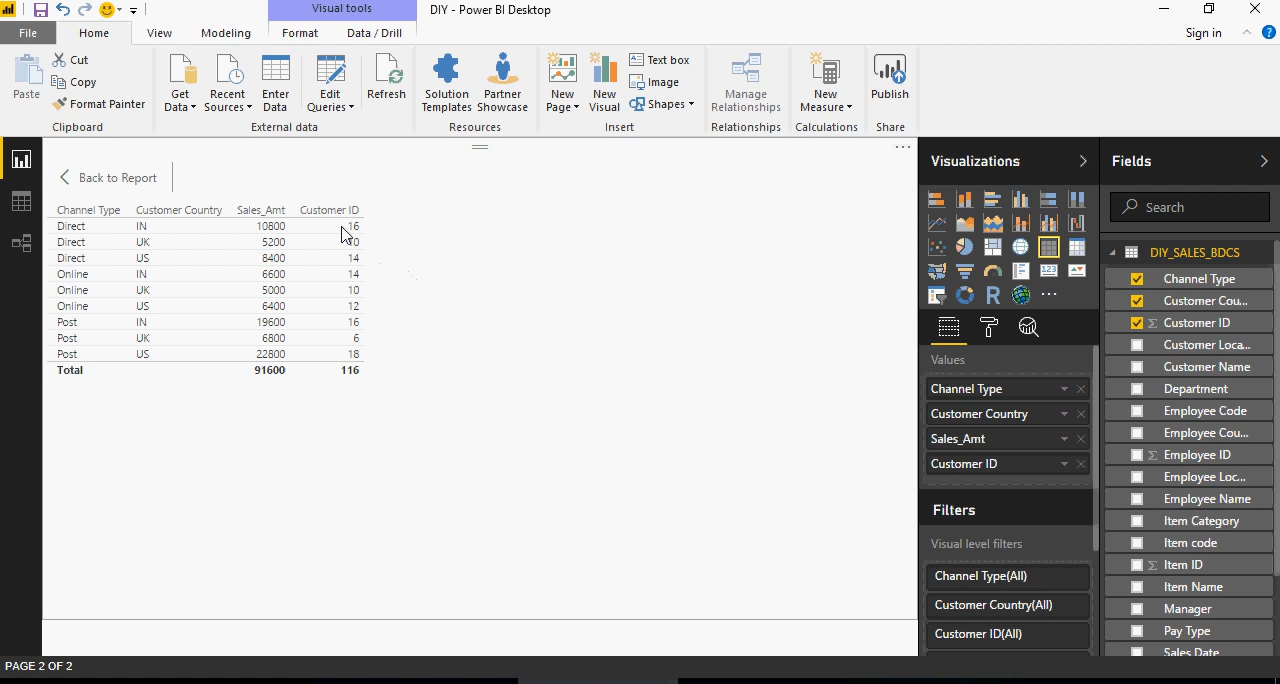 Visual tools
DIY - Power BI Desktop
File
Home
View
Modeling
Format
Data / Drill
Sign in
Paste
Cut
Copy
Format Painter
Clipboard
Get Data
Recent Sources
Enter Data
Edit Queries
Refresh
External data
Solution Templates
Partner Showcase
Resources
New Page
New Visual
Text box
Image
Shapes
Insert
Manage Relationships
Relationships
New Measure
Calculations
Publish
Share
Back to Report
Channel Type Customer Country Sales_Amt Customer ID
Direct IN 10800 16
Direct UK 5200
Direct US 8400 14
Online IN 6600 14
Online UK 5000 10
Online US 6400 12
Post IN 19600 16
Post UK 6800 6
Post US 22800 18
Total 91600 116
Visualizations
Values
Channel Type
Customer Country
Sales_Amt
Customer ID
Filters
Visual level filters
Channel Type(All)
Customer Country(All)
Customer ID(All)
Fields
Search
DIY_SALES_BDCS
Channel Type
Customer Cou...
Customer ID
Customer Loca...
Customer Name
Department
Employee Code
Employee Cou...
Employee ID
Employee Loc...
Employee Name
Item Category
Item code
Item ID
Item Name
Manager
Pay Type
Sales Date
PAGE 2 OF 2